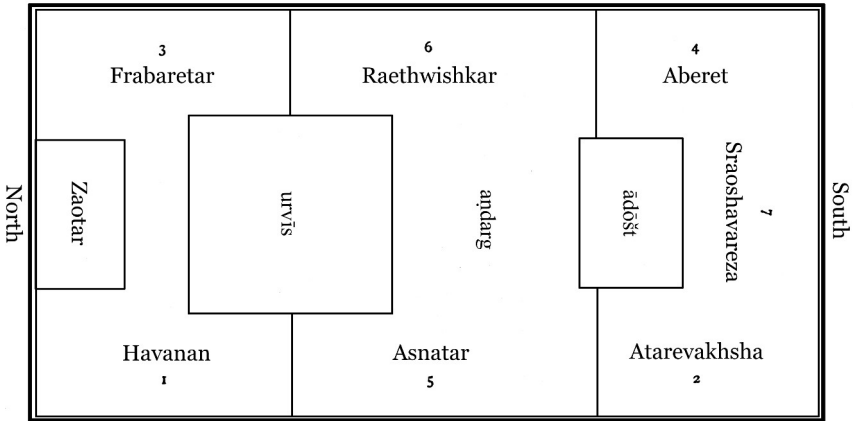 3
Frabaretar
6
Raethwishkar
4
Aberet
North
Zaotar
urvīs
aṇdarg
ādōšt
Sraoshavareza
7
South
Havanan
1
Asnatar
5
Atarevakhsha
2